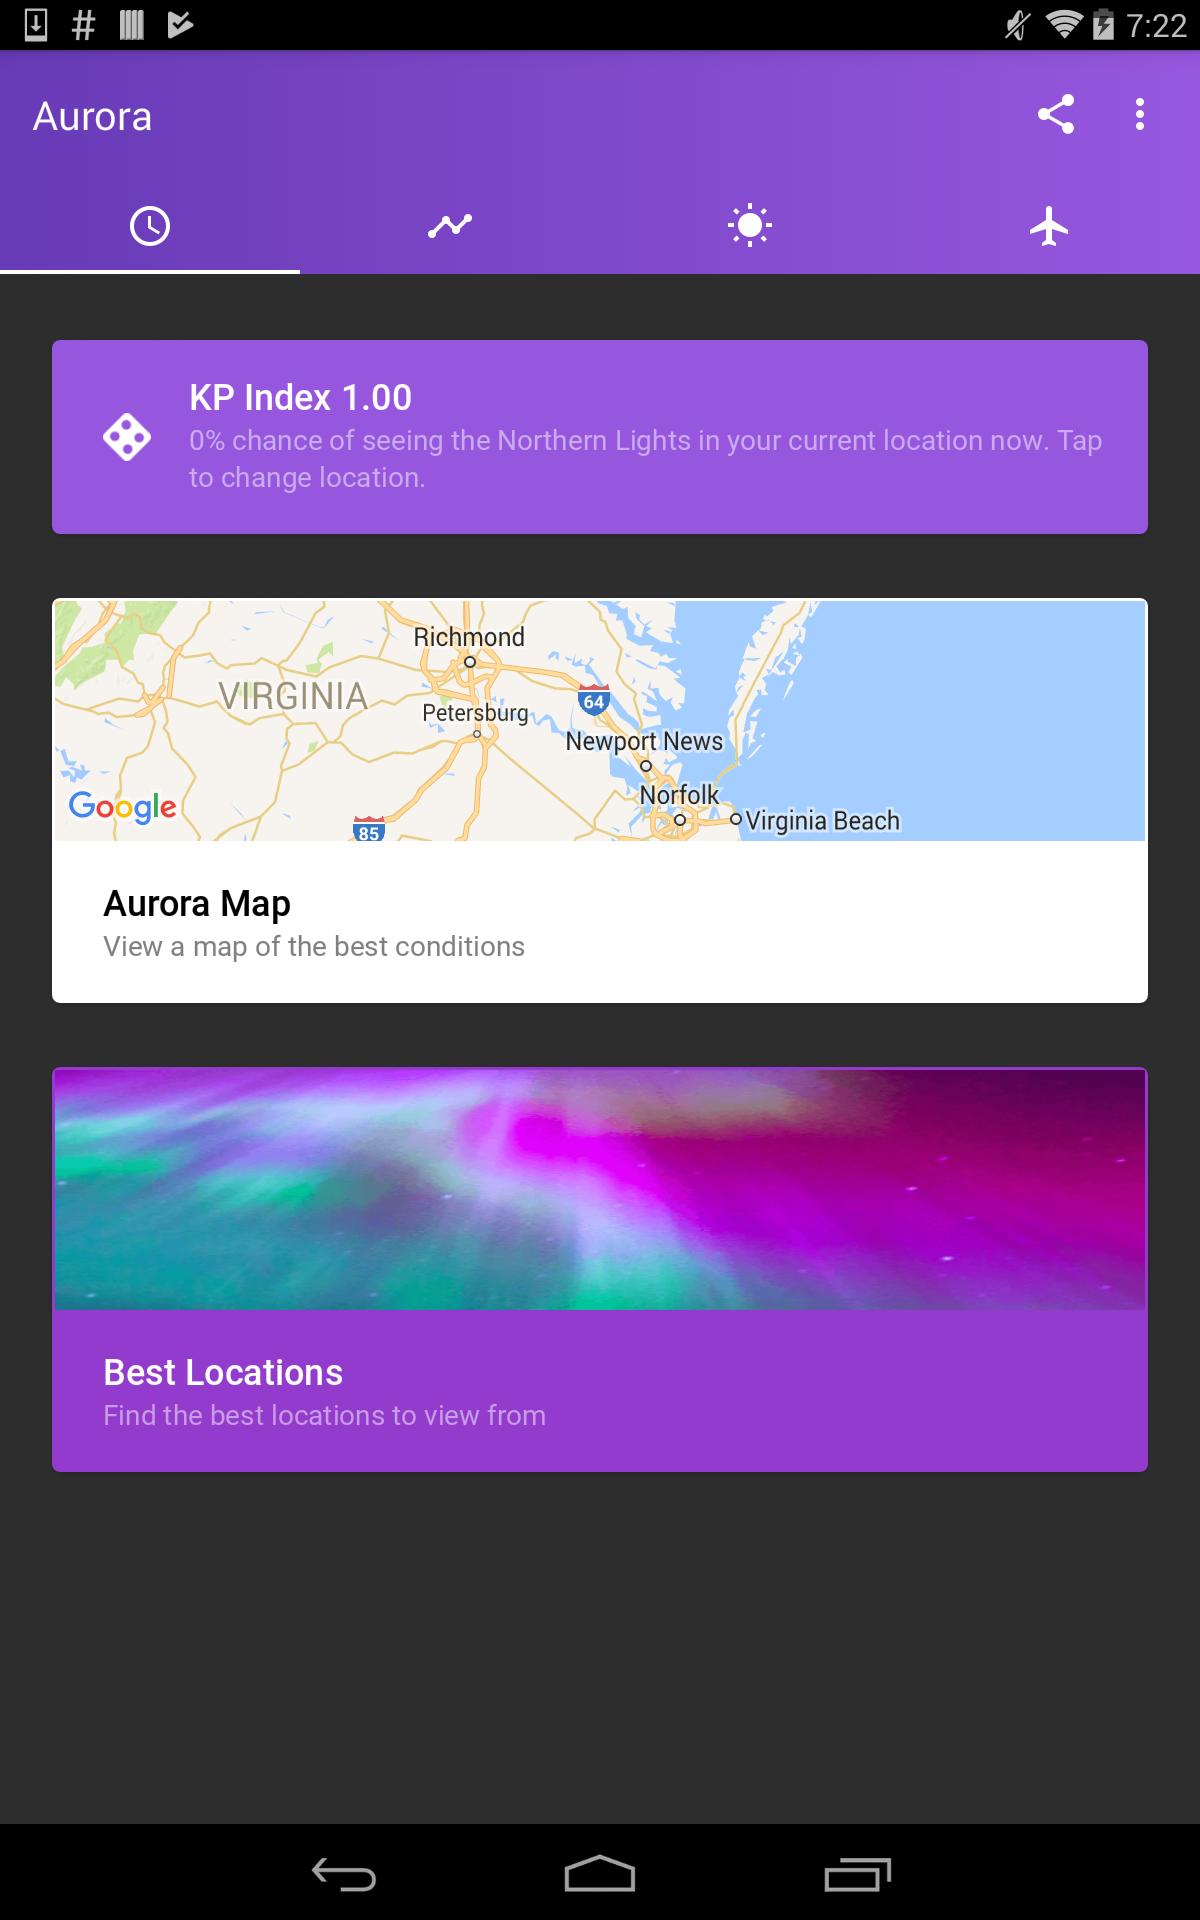 7:22
Aurora
KP Index 1.00
0% chance of seeing the Northern Lights in your current location now. Tap
to change location.
Richmond
VIRGINIA
64
Petersburg
Newport News
Norfolk
Google
Virginia Beach
85
Aurora Map
View a map of the best conditions
Best Locations
Find the best locations to view from